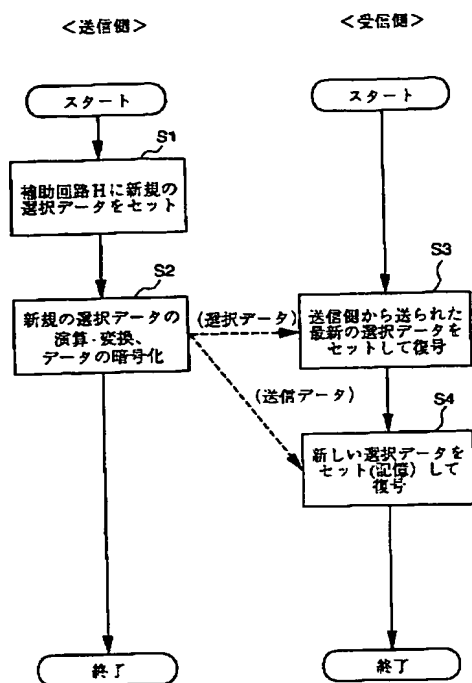 ＜送信側＞
＜受信側＞
スタート
スタート
S1
補助回路Hに新規の
選択データをセット
S2
新規の選択データの
演算・変換、
データの暗号化
(選択データ)
(送信データ)
S3
送信側から送られた
最新の選択データを
セットして復号
S4
新しい選択データを
セット(記憶)して
復号
終了
終了